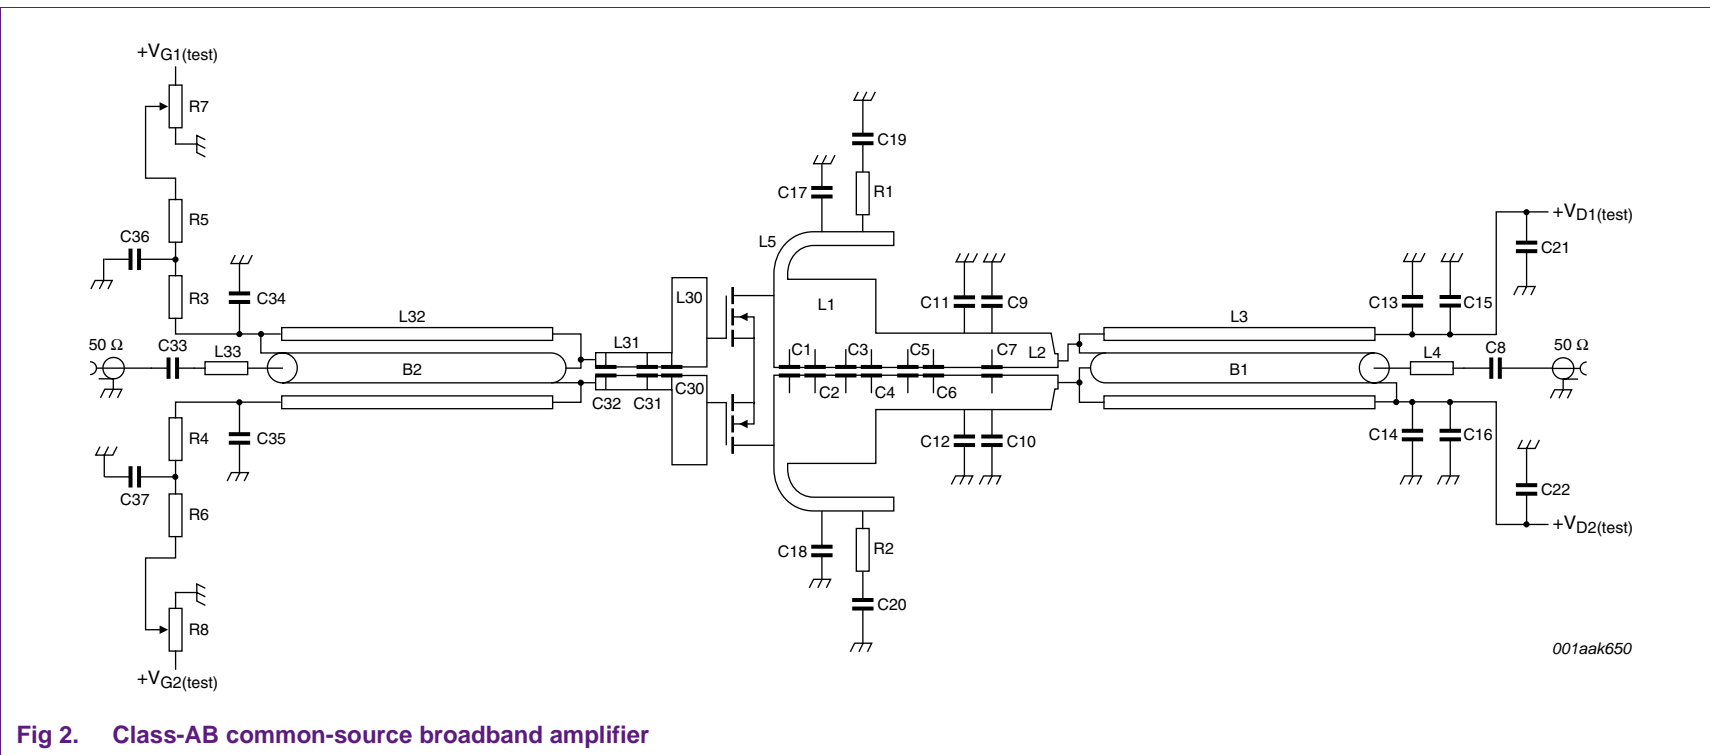 +VG1(test)
R7
C19
C17
R1
R5
+VD1(test)
C36
L5
C21
R3
C34
L30
L1
C11
C9
C13
C15
L32
L3
50 Ω
C33
L33
L31
C1
C3
C5
C7
L2
L4
C8
50 Ω
B2
B1
C32
C31
C30
C2
C4
C6
R4
C35
C12
C10
C14
C16
C37
C22
R6
+VD2(test)
C18
R2
C20
R8
001aak650
+VG2(test)
Fig 2. Class-AB common-source broadband amplifier